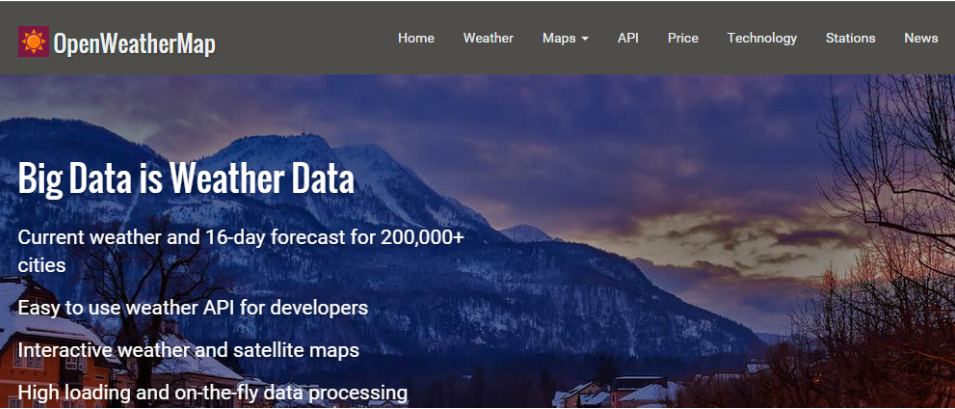 OpenWeatherMap
Home Weather Maps API Price Technology Stations News
Big Data is Weather Data
Current weather and 16-day forecast for 200,000+
cities
Easy to use weather API for developers
Interactive weather and satellite maps
High loading and on-the-fly data processing